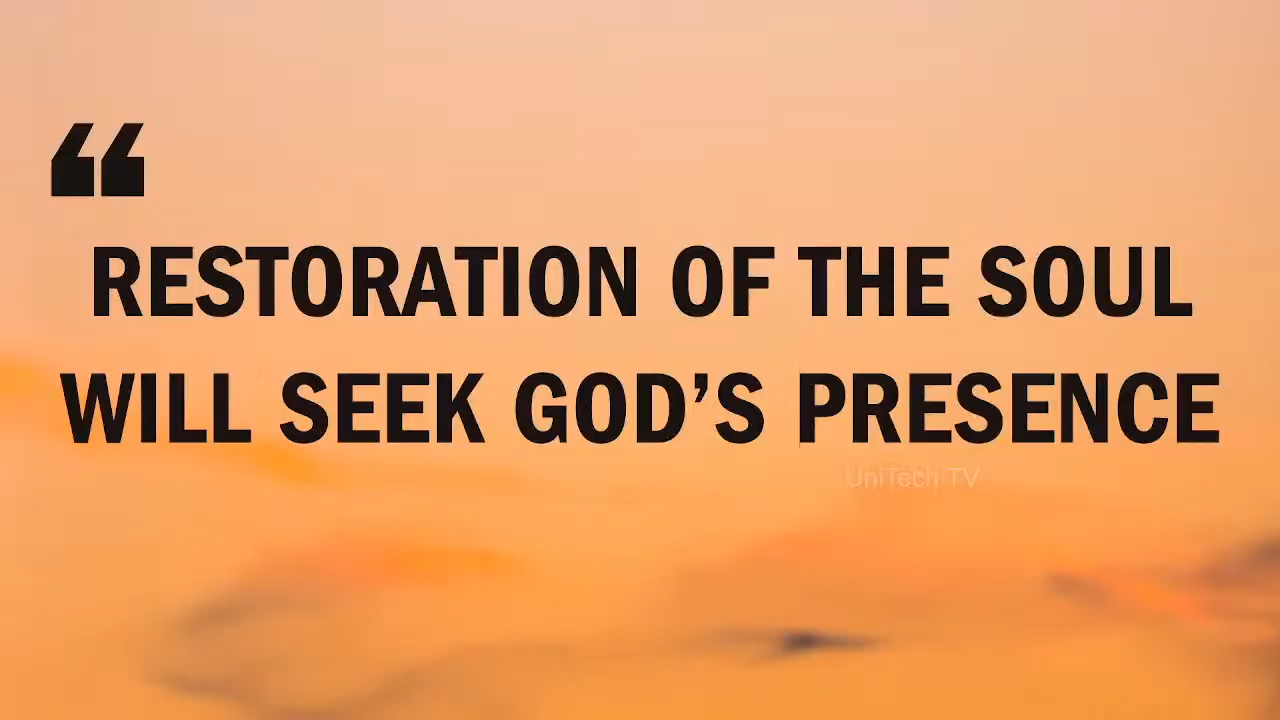 “
RESTORATION OF THE SOUL
WILL SEEK GOD’S PRESENCE
UniTech TV